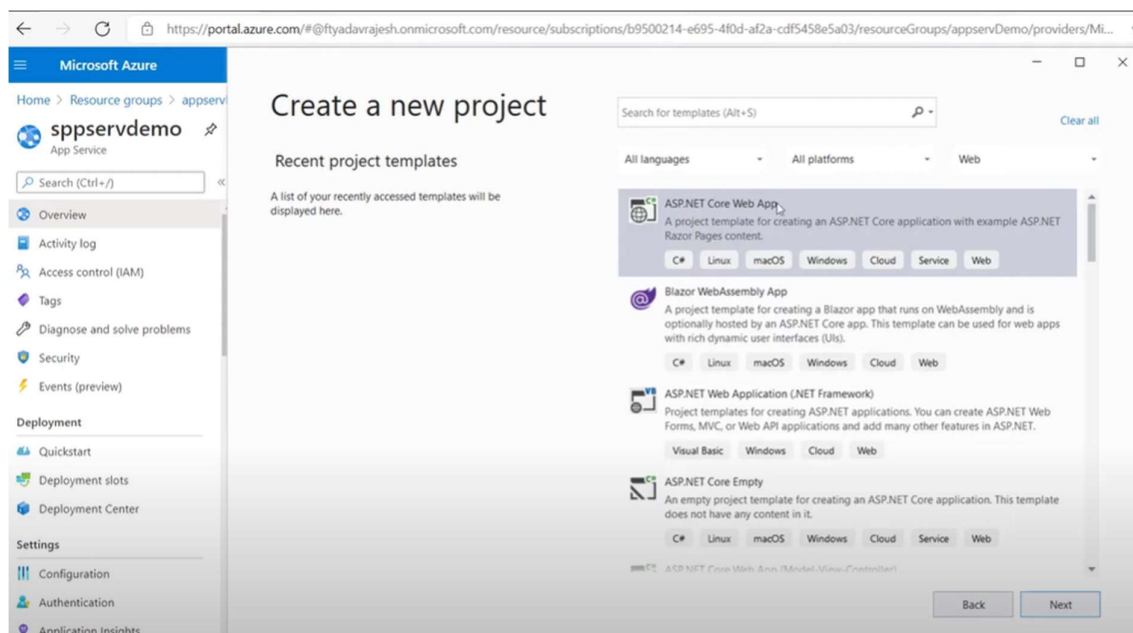 https://portal.azure.com/#@ftyadavrajesh.onmicrosoft.com/resource/subscriptions/b9500214-e695-4f0d-af2a-cdf5458e5a03/resourceGroups/appservDemo/providers/Mi...
Microsoft Azure
Home > Resource groups > appserv
sppservdemo
App Service
Search (Ctrl+/)
Overview
Activity log
Access control (IAM)
Tags
Diagnose and solve problems
Security
Events (preview)
Deployment
Quickstart
Deployment slots
Deployment Center
Settings
Configuration
Authentication
Application Insights
Create a new project
Recent project templates
A list of your recently accessed templates will be
displayed here.
Search for templates (Alt+S)
Clear all
All languages
All platforms
Web
ASP.NET Core Web App
A project template for creating an ASP.NET Core application with example ASP.NET
Razor Pages content.
C# Linux macOS Windows Cloud Service Web
Blazor WebAssembly App
A project template for creating a Blazor app that runs on WebAssembly and is
optionally hosted by an ASP.NET Core app. This template can be used for web apps
with rich dynamic user interfaces (UIs).
C# Linux macOS Windows Cloud Web
ASP.NET Web Application (.NET Framework)
Project templates for creating ASP.NET applications. You can create ASP.NET Web
Forms, MVC, or Web API applications and add many other features in ASP.NET.
Visual Basic Windows Cloud Web
ASP.NET Core Empty
An empty project template for creating an ASP.NET Core application. This template
does not have any content in it.
C# Linux macOS Windows Cloud Service Web
ASP.NET Core Web App (Model-View-Controller)
Back
Next